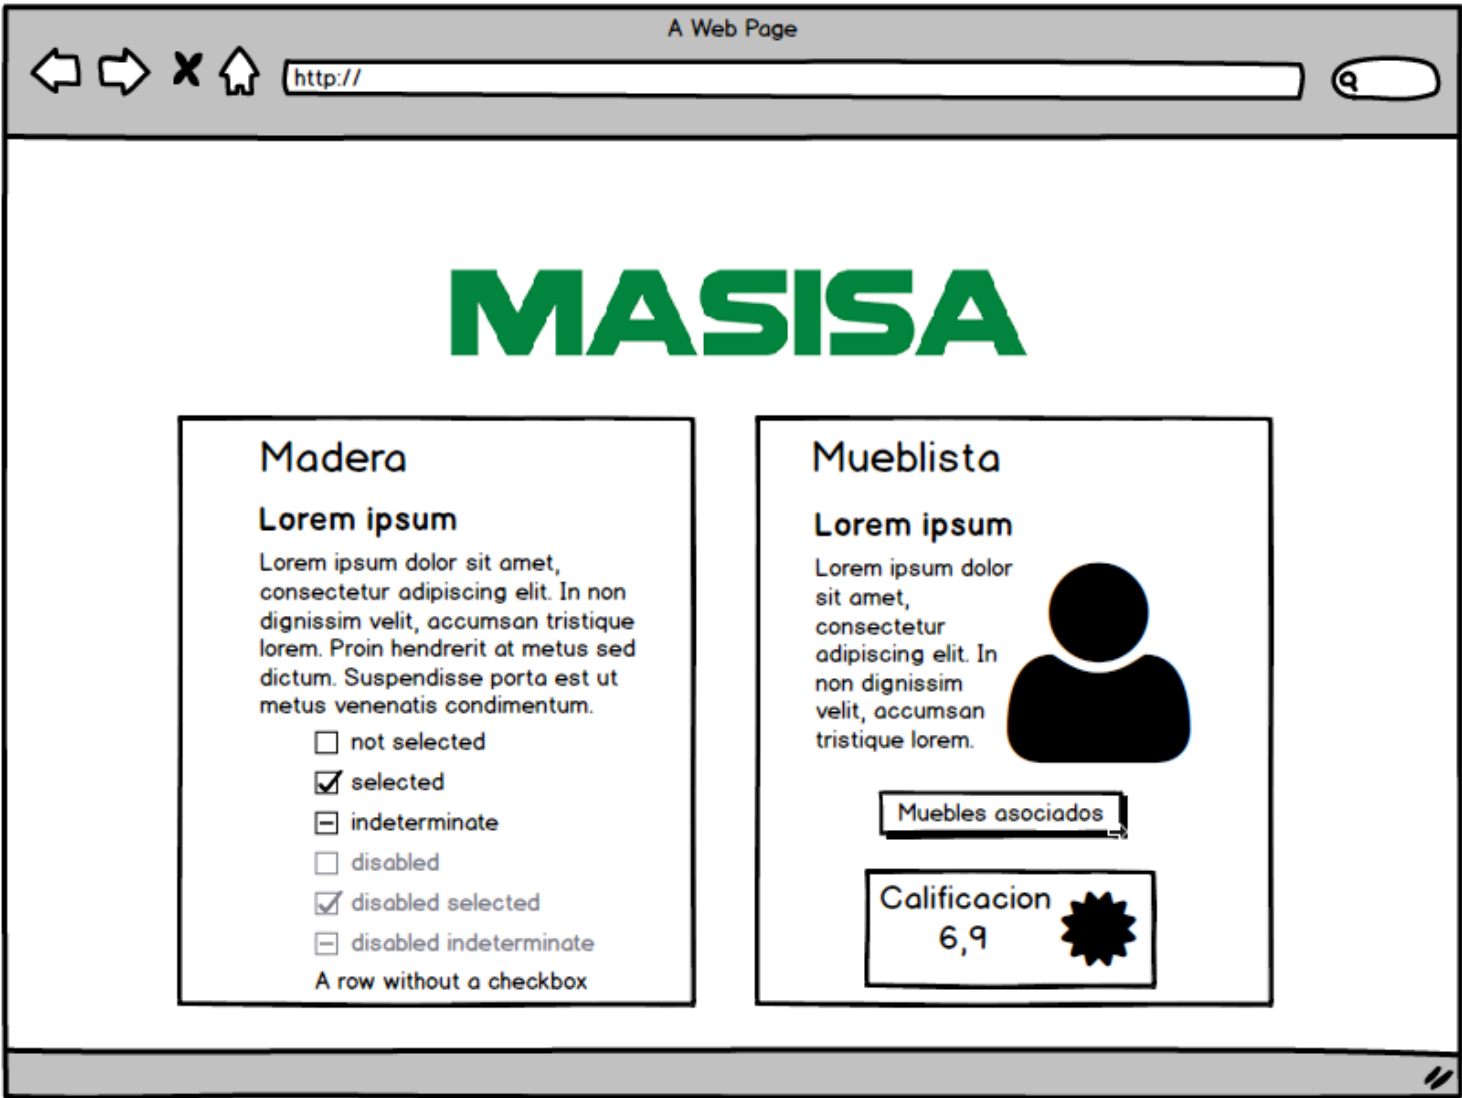 A Web Page
http://
MASISA
Madera
Lorem ipsum
Lorem ipsum dolor sit amet,
consectetur adipiscing elit. In non
dignissim velit, accumsan tristique
lorem. Proin hendrerit at metus sed
dictum. Suspendisse porta est ut
metus venenatis condimentum.
not selected
selected
indeterminate
disabled
disabled selected
disabled indeterminate
A row without a checkbox
Mueblista
Lorem ipsum
Lorem ipsum dolor
sit amet,
consectetur
adipiscing elit. In
non dignissim
velit, accumsan
tristique lorem.
Muebles asociados
Calificacion
6,9